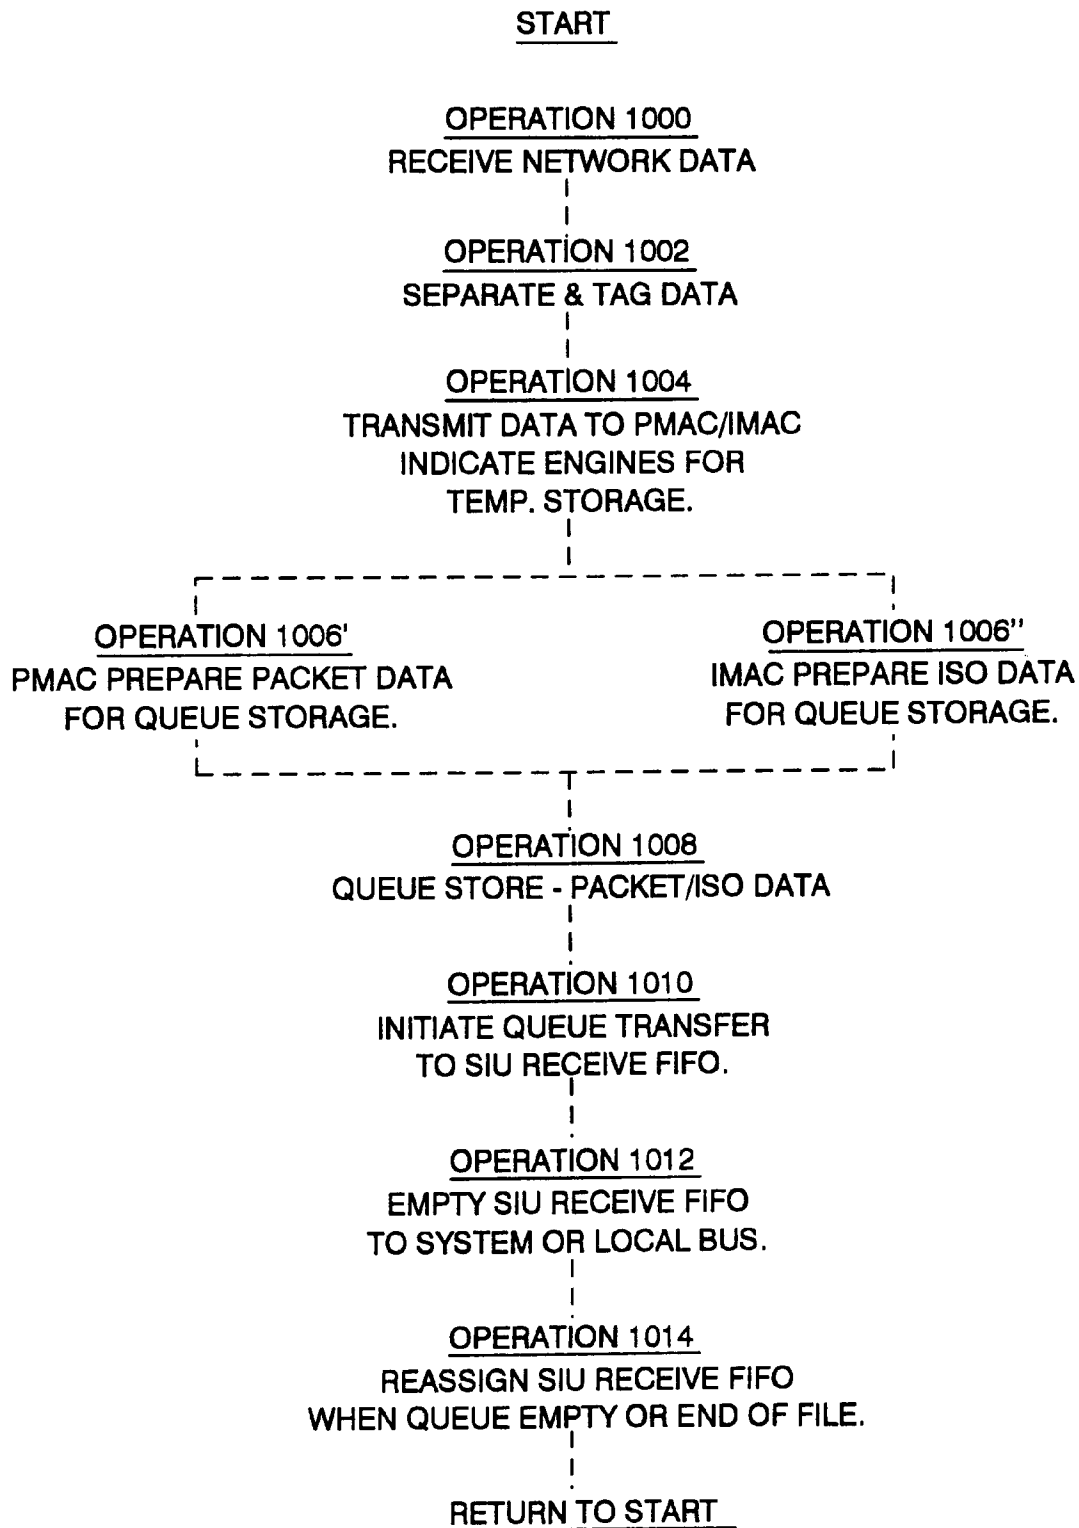 START
OPERATION 1000
RECEIVE NETWORK DATA
OPERATION 1002
SEPARATE & TAG DATA
OPERATION 1004
TRANSMIT DATA TO PMAC/IMAC
INDICATE ENGINES FOR
TEMP. STORAGE.
OPERATION 1006'
PMAC PREPARE PACKET DATA
FOR QUEUE STORAGE.
OPERATION 1006''
IMAC PREPARE ISO DATA
FOR QUEUE STORAGE.
OPERATION 1008
QUEUE STORE - PACKET/ISO DATA
OPERATION 1010
INITIATE QUEUE TRANSFER
TO SIU RECEIVE FIFO.
OPERATION 1012
EMPTY SIU RECEIVE FIFO
TO SYSTEM OR LOCAL BUS.
OPERATION 1014
REASSIGN SIU RECEIVE FIFO
WHEN QUEUE EMPTY OR END OF FILE.
RETURN TO START